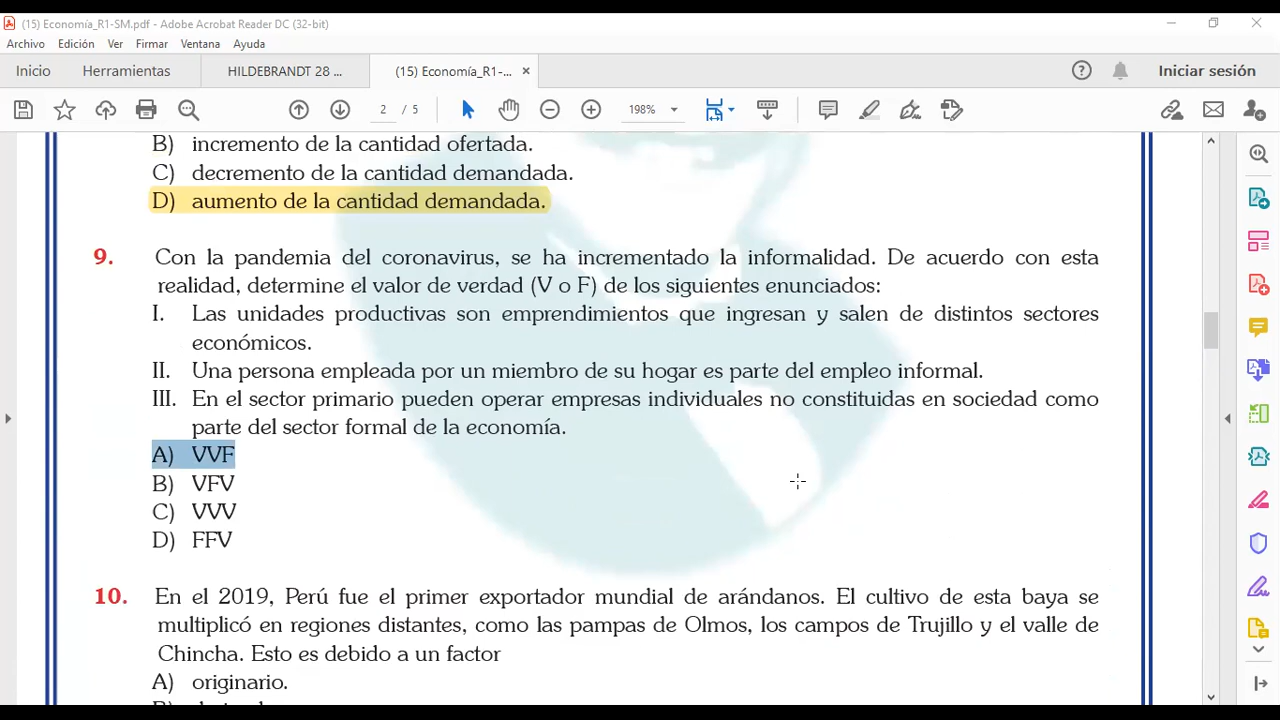 (15) Economía_R1-SM.pdf - Adobe Acrobat Reader DC (32-bit)
Archivo Edición Ver Firmar Ventana Ayuda
Inicio Herramientas HILDEBRANDT 28 ... (15) Economía_R1-... × Iniciar sesión
2 / 5 198%
B) incremento de la cantidad ofertada.
C) decremento de la cantidad demandada.
D) aumento de la cantidad demandada.
9. Con la pandemia del coronavirus, se ha incrementado la informalidad. De acuerdo con esta
realidad, determine el valor de verdad (V o F) de los siguientes enunciados:
I. Las unidades productivas son emprendimientos que ingresan y salen de distintos sectores
económicos.
II. Una persona empleada por un miembro de su hogar es parte del empleo informal.
III. En el sector primario pueden operar empresas individuales no constituidas en sociedad como
parte del sector formal de la economía.
A) VVF
B) VFV
C) VVV
D) FFV
10. En el 2019, Perú fue el primer exportador mundial de arándanos. El cultivo de esta baya se
multiplicó en regiones distantes, como las pampas de Olmos, los campos de Trujillo y el valle de
Chincha. Esto es debido a un factor
A) originario.